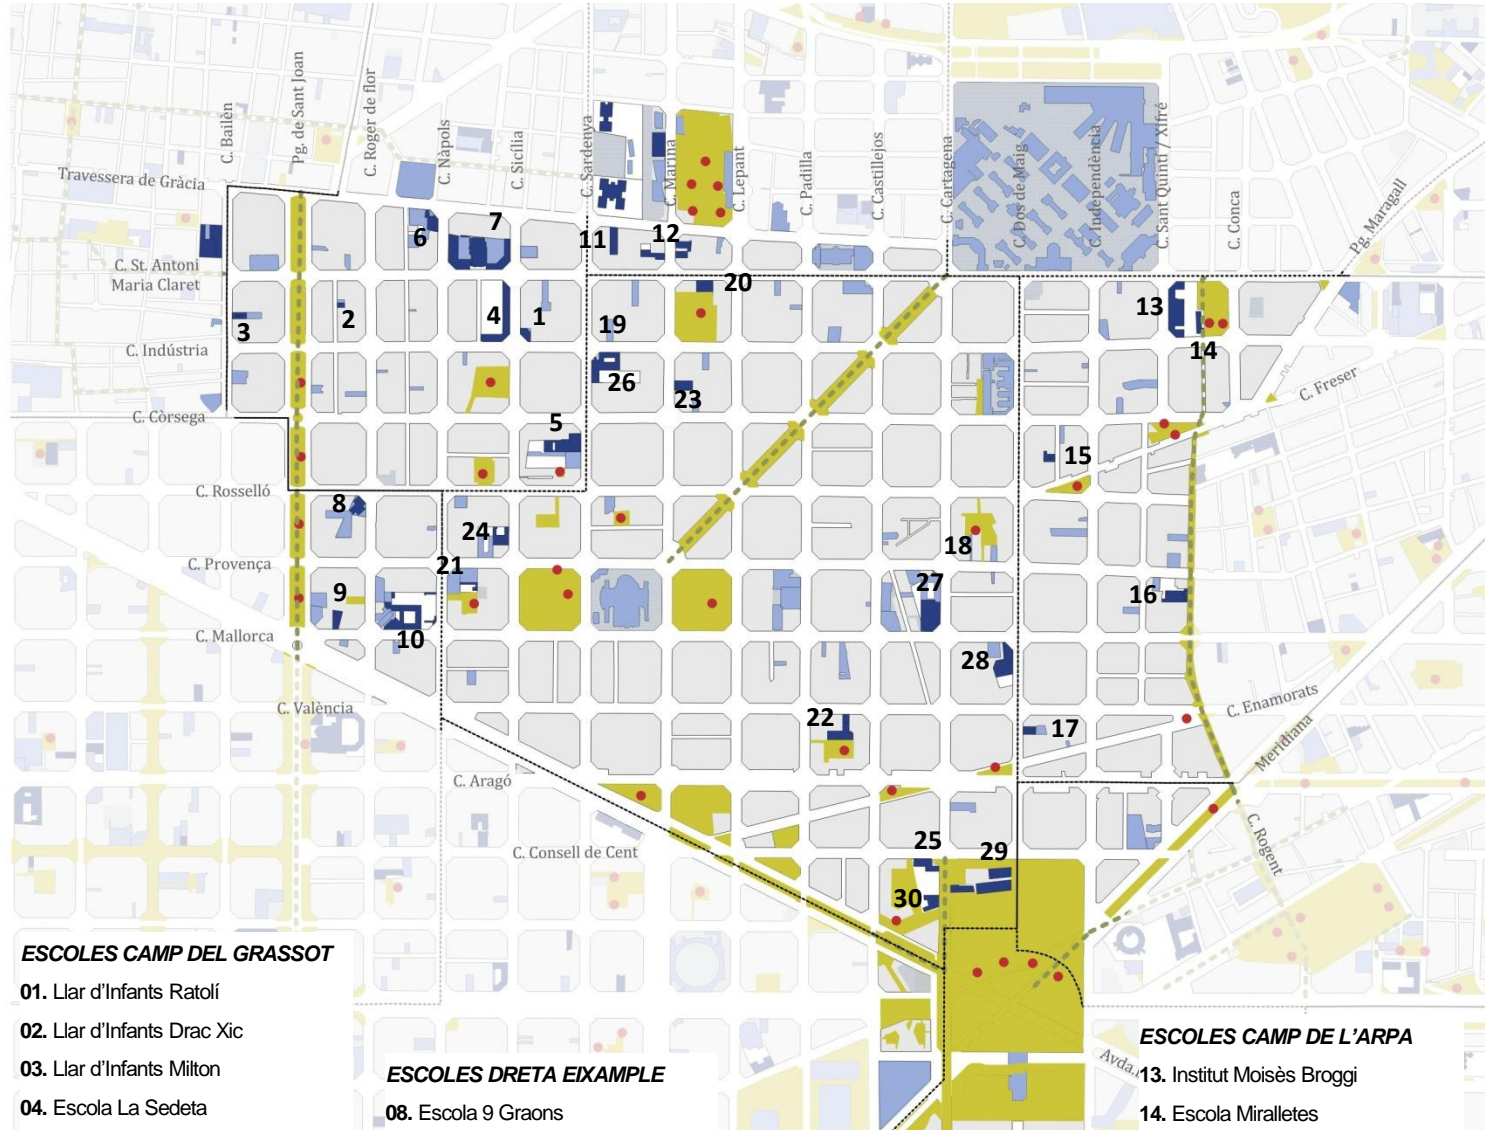 C. Bailèn
Pg. de Sant Joan
C. Roger de flor
C. Nàpols
C. Sicília
C. Sardenya
C. Marina
C. Lepant
C. Padilla
C. Castillejos
C. Cartagena
C. Dos de Maig
C. Independència
C. Sant Quintí / Xifré
C. Conca
Pg. Maragall
Travessera de Gràcia
C. St. Antoni
Maria Claret
C. Indústria
C. Còrsega
C. Rosselló
C. Provença
C. Mallorca
C. València
C. Aragó
C. Consell de Cent
C. Freser
C. Enamorats
Meridiana
C. Rogent
6
7
11
12
20
3
2
4
1
19
13
14
26
23
5
15
8
24
18
21
9
27
16
10
28
22
17
25
29
30
ESCOLES CAMP DEL GRASSOT
01. Llar d'Infants Ratolí
02. Llar d'Infants Drac Xic
03. Llar d'Infants Milton
04. Escola La Sedeta
ESCOLES DRETA EIXAMPLE
08. Escola 9 Graons
Avda.
ESCOLES CAMP DE L'ARPA
13. Institut Moisès Broggi
14. Escola Miralletes